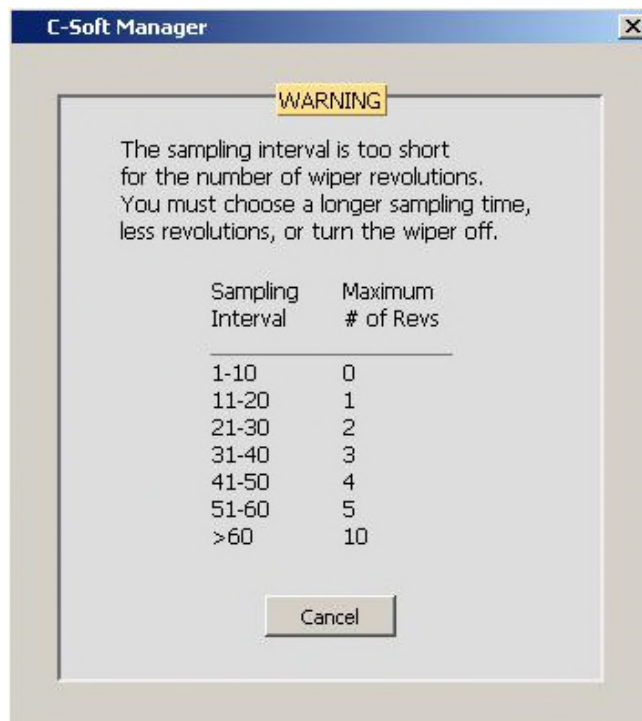 C-Soft Manager
WARNING
The sampling interval is too short
for the number of wiper revolutions.
You must choose a longer sampling time,
less revolutions, or turn the wiper off.
Sampling Maximum
Interval # of Revs
1-10 0
11-20 1
21-30 2
31-40 3
41-50 4
51-60 5
>60 10
Cancel